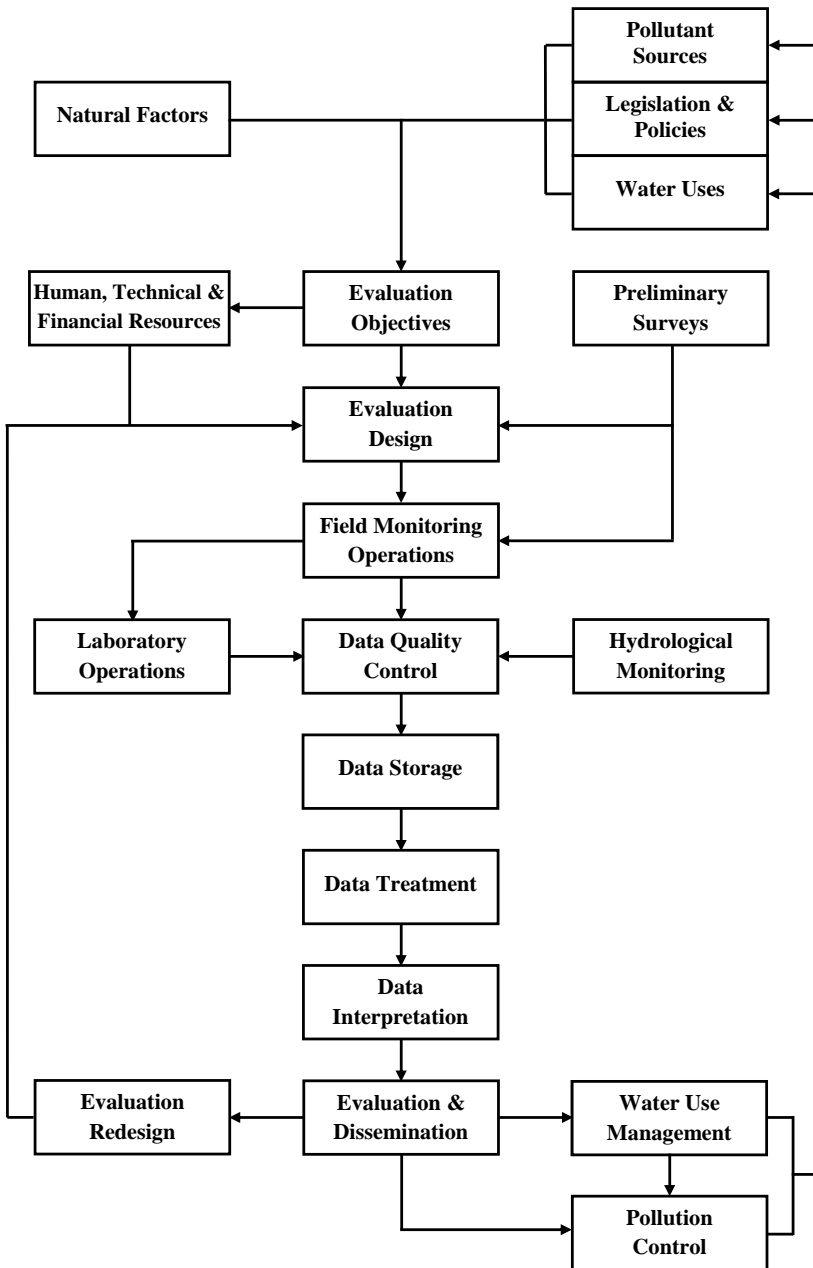 Pollutant
Sources
Natural Factors
Legislation &
Policies
Water Uses
Human, Technical &
Financial Resources
Evaluation
Objectives
Preliminary
Surveys
Evaluation
Design
Field Monitoring
Operations
Laboratory
Operations
Data Quality
Control
Hydrological
Monitoring
Data Storage
Data Treatment
Data
Interpretation
Evaluation
Redesign
Evaluation &
Dissemination
Water Use
Management
Pollution
Control